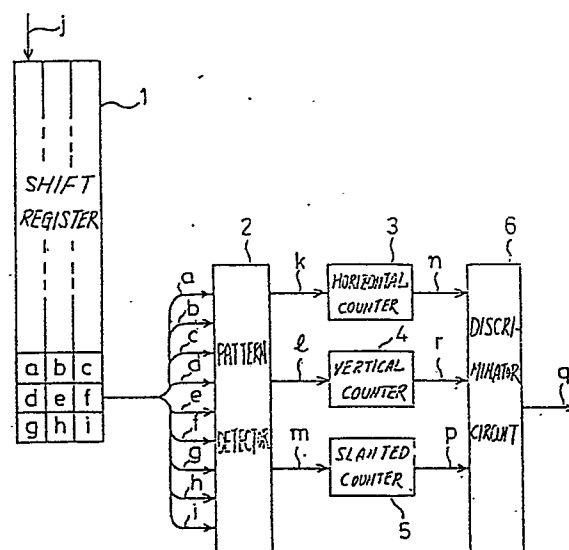 j
1
SHIFT
REGISTER
a b c
d e f
g h i
a
b
c
d
e
f
g
h
i
2
PATTERN
DETECTOR
k
l
m
3
HORIZONTAL
COUNTER
4
VERTICAL
COUNTER
SLANTED
COUNTER
5
n
r
p
6
DISCRI-
MINATOR
CIRCUIT
q